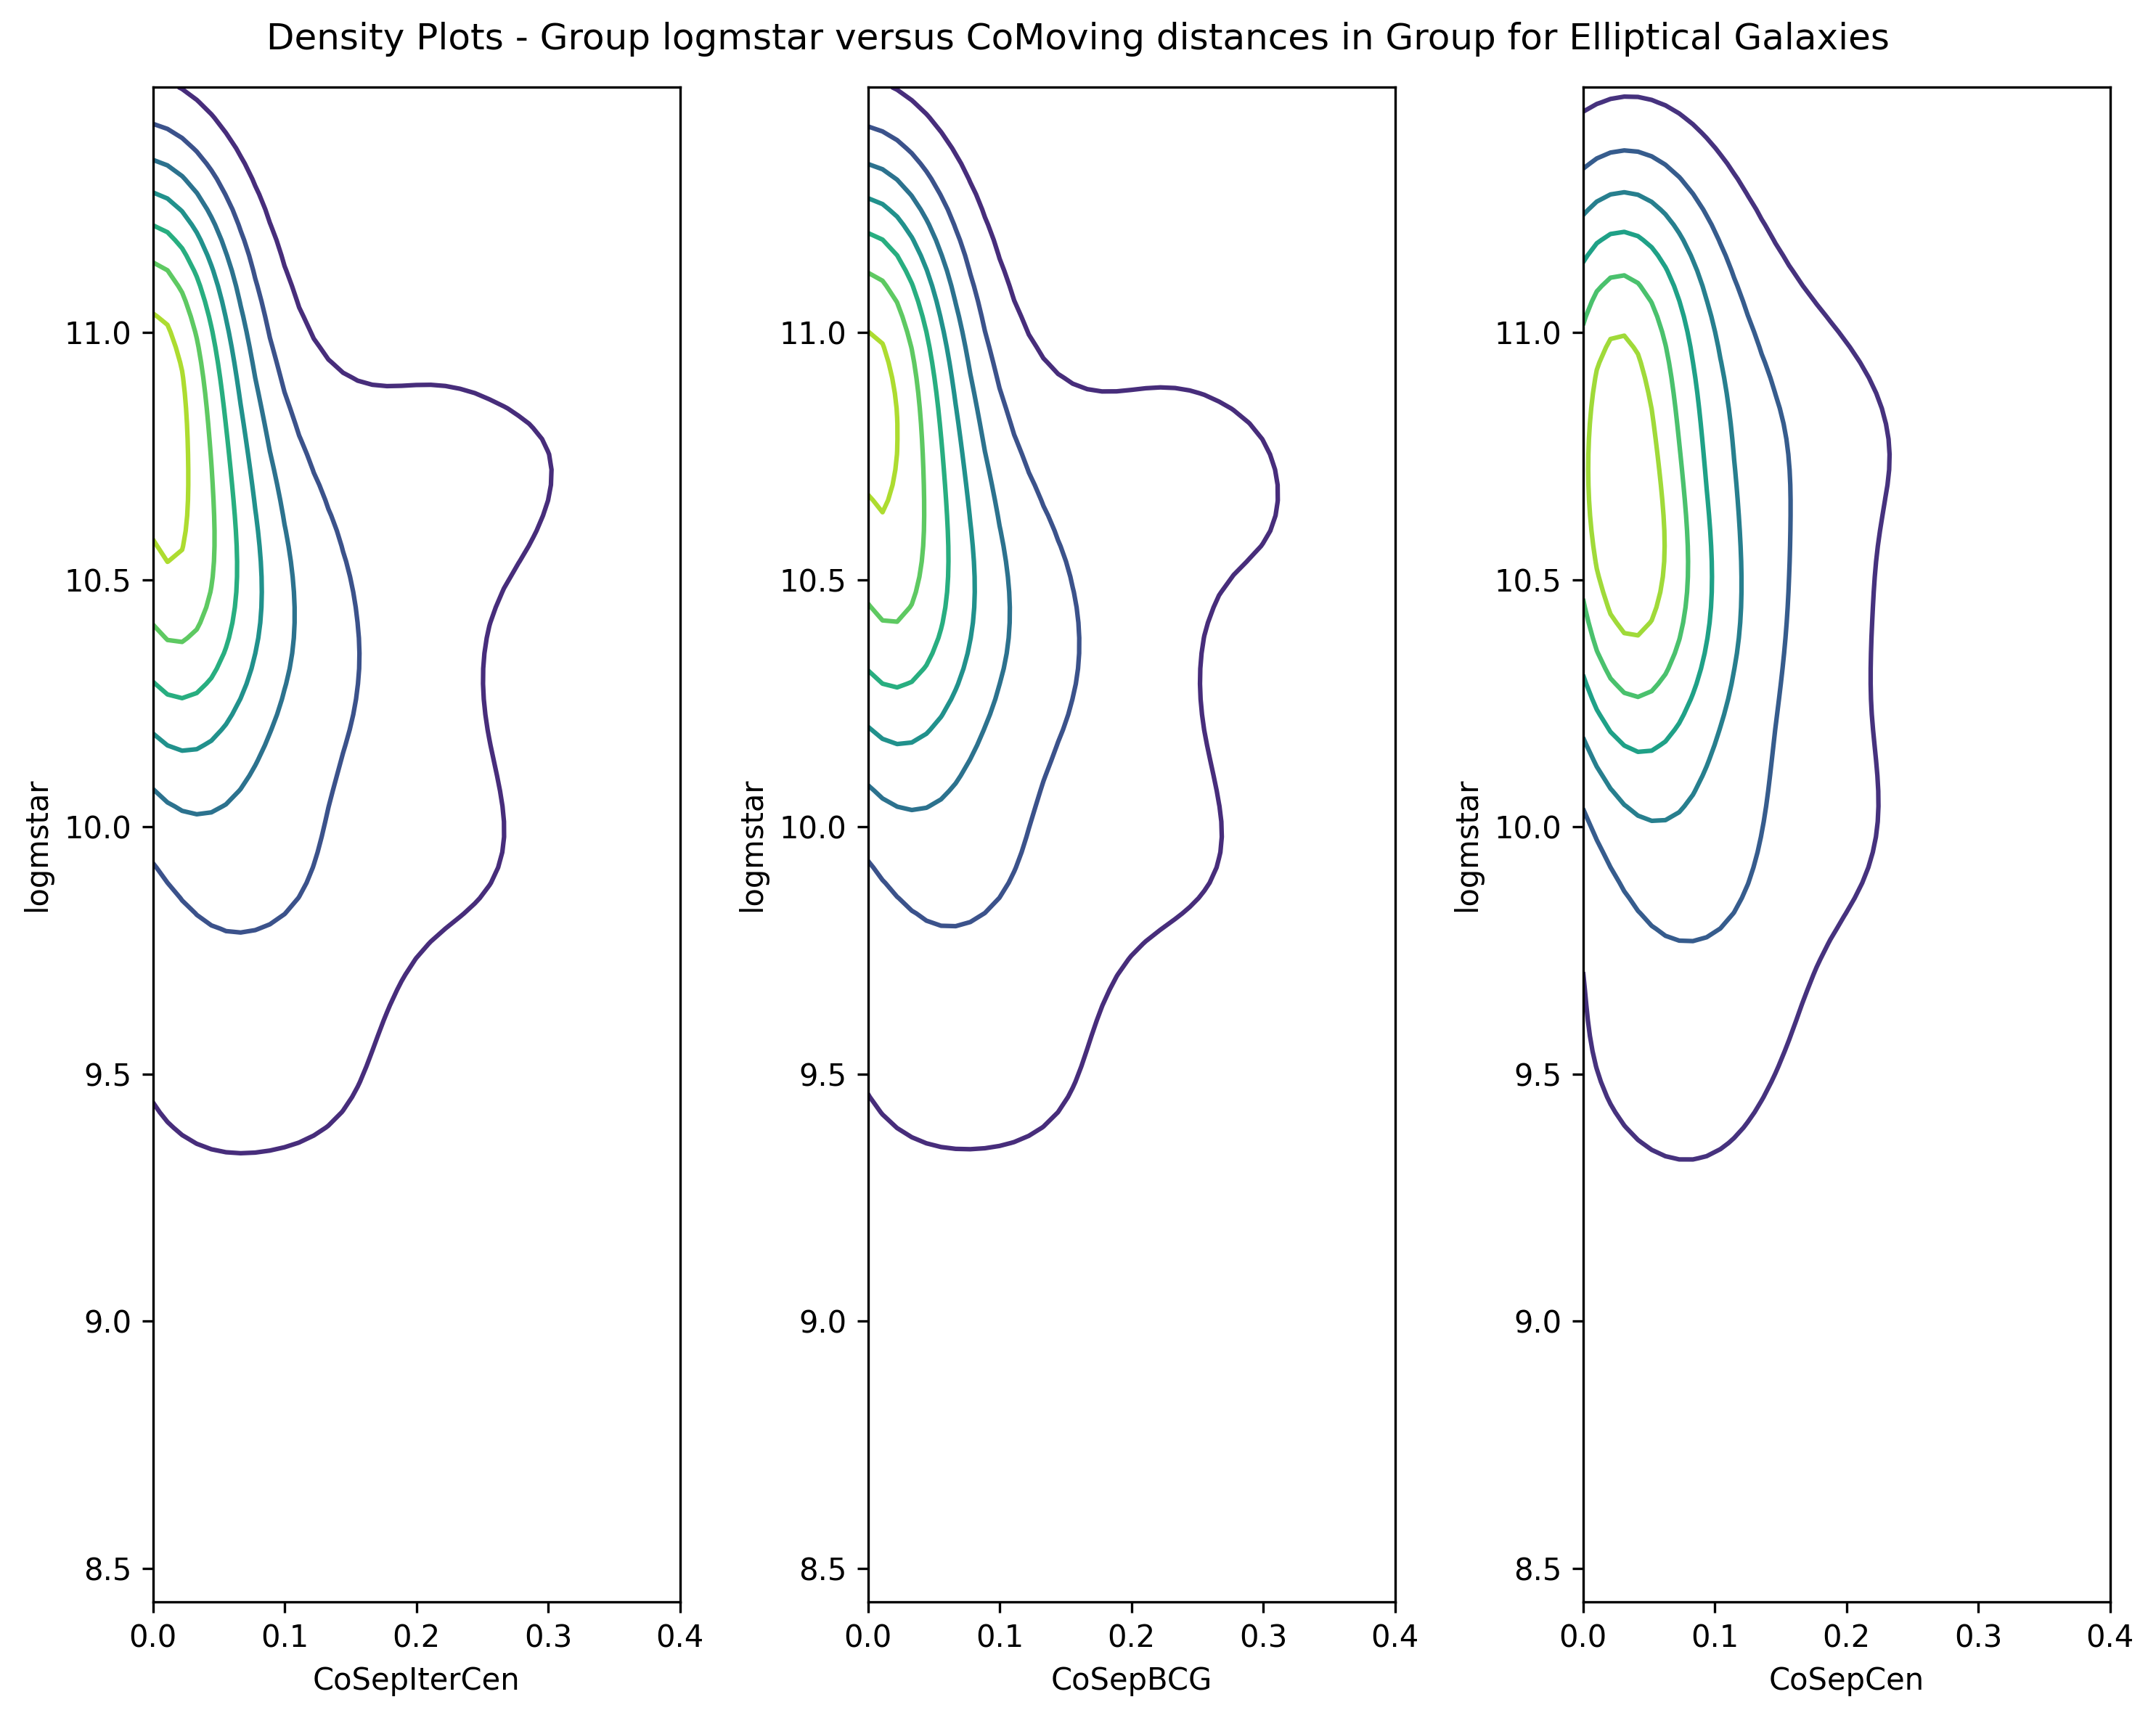 Density Plots - Group logmstar versus CoMoving distances in Group for Elliptical Galaxies
logmstar
11.0
10.5
10.0
9.5
9.0
8.5
0.0 0.1 0.2 0.3 0.4
CoSepIterCen
logmstar
11.0
10.5
10.0
9.5
9.0
8.5
0.0 0.1 0.2 0.3 0.4
CoSepBCG
logmstar
11.0
10.5
10.0
9.5
9.0
8.5
0.0 0.1 0.2 0.3 0.4
CoSepCen